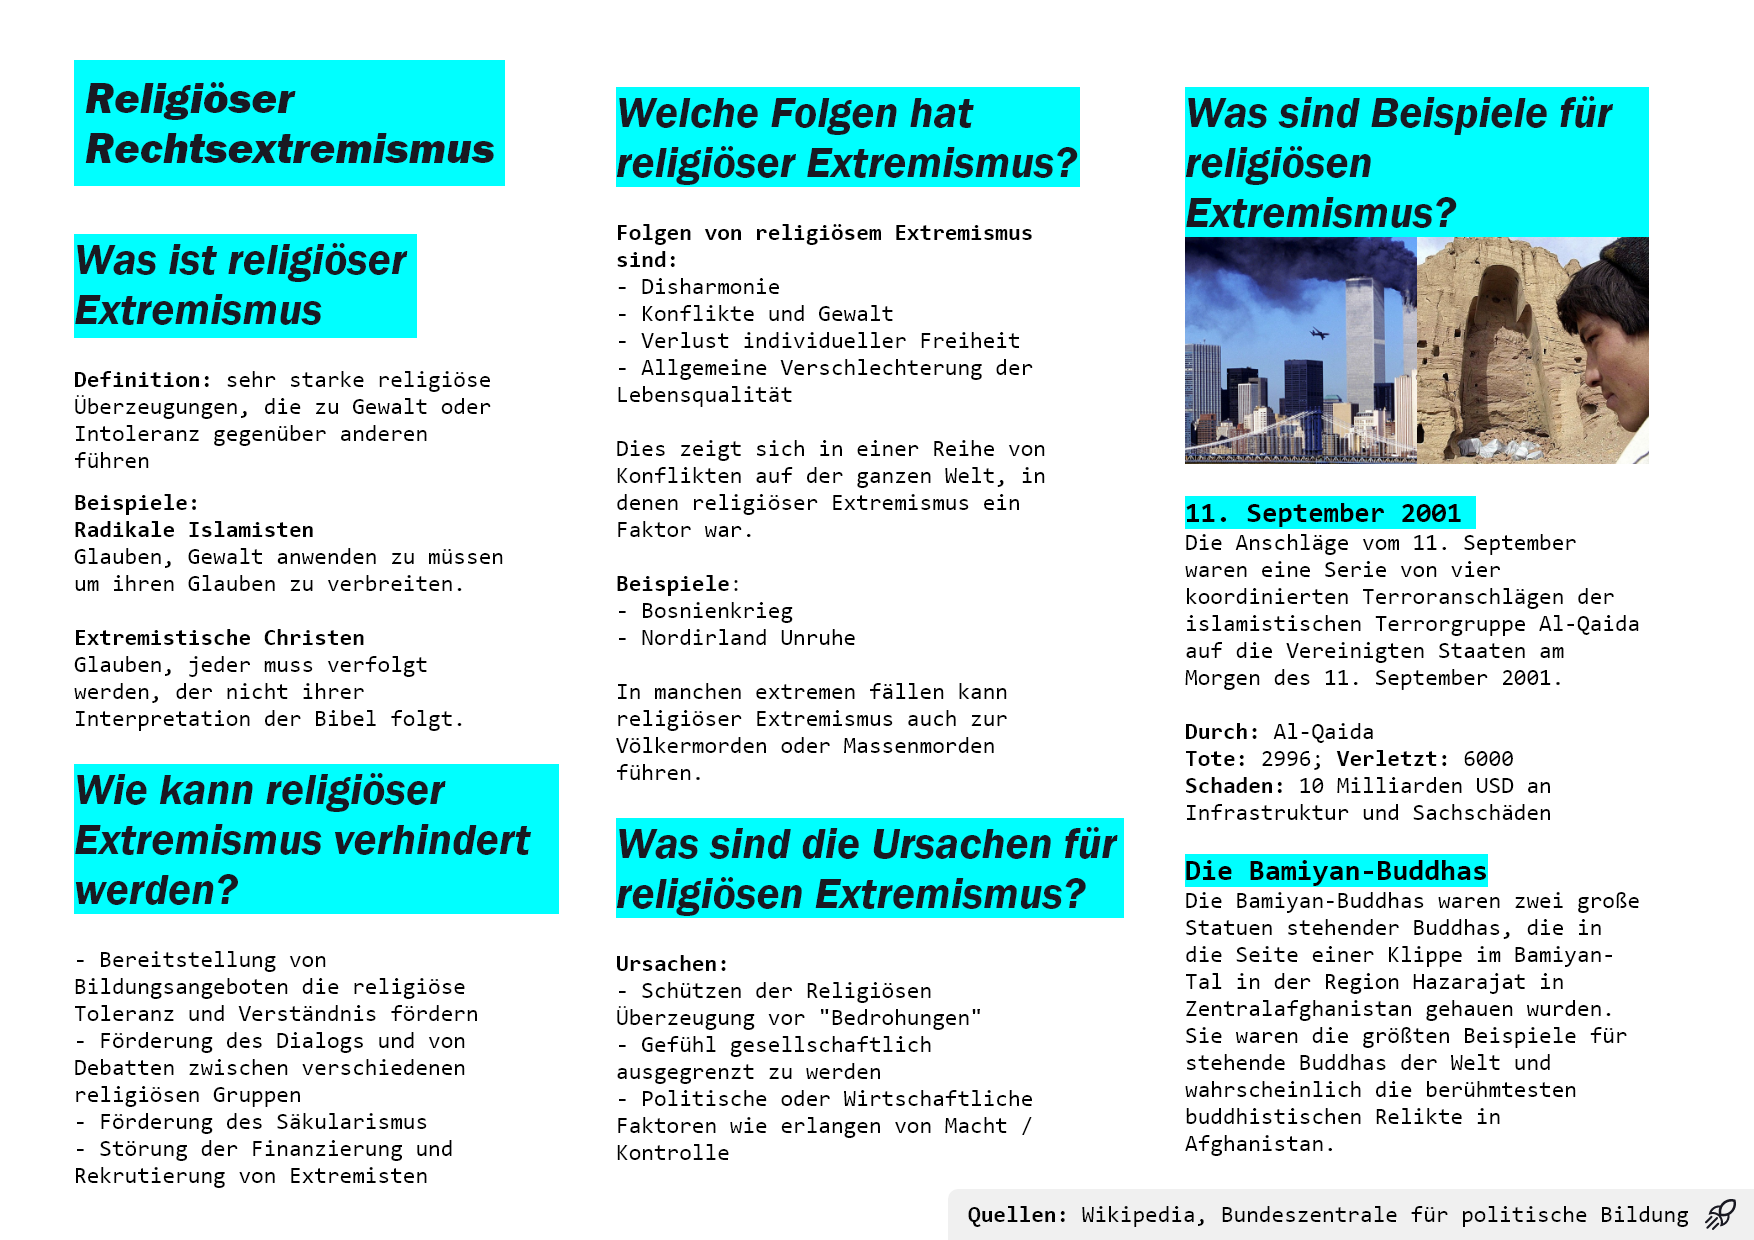 Religiöser
Rechtsextremismus
Was ist religiöser
Extremismus
Definition: sehr starke religiöse
Überzeugungen, die zu Gewalt oder
Intoleranz gegenüber anderen
führen
Beispiele:
Radikale Islamisten
Glauben, Gewalt anwenden zu müssen
um ihren Glauben zu verbreiten.
Extremistische Christen
Glauben, jeder muss verfolgt
werden, der nicht ihrer
Interpretation der Bibel folgt.
Wie kann religiöser
Extremismus verhindert
werden?
- Bereitstellung von
Bildungsangeboten die religiöse
Toleranz und Verständnis fördern
- Förderung des Dialogs und von
Debatten zwischen verschiedenen
religiösen Gruppen
- Förderung des Säkularismus
- Störung der Finanzierung und
Rekrutierung von Extremisten
Welche Folgen hat
religiöser Extremismus?
Folgen von religiösem Extremismus
sind:
- Disharmonie
- Konflikte und Gewalt
- Verlust individueller Freiheit
- Allgemeine Verschlechterung der
Lebensqualität
Dies zeigt sich in einer Reihe von
Konflikten auf der ganzen Welt, in
denen religiöser Extremismus ein
Faktor war.
Beispiele:
- Bosnienkrieg
- Nordirland Unruhe
In manchen extremen fällen kann
religiöser Extremismus auch zur
Völkermorden oder Massenmorden
führen.
Was sind die Ursachen für
religiösen Extremismus?
Ursachen:
- Schützen der Religiösen
Überzeugung vor "Bedrohungen"
- Gefühl gesellschaftlich
ausgegrenzt zu werden
- Politische oder Wirtschaftliche
Faktoren wie erlangen von Macht /
Kontrolle
Was sind Beispiele für
religiösen
Extremismus?
11. September 2001
Die Anschläge vom 11. September
waren eine Serie von vier
koordinierten Terroranschlägen der
islamistischen Terrorgruppe Al-Qaida
auf die Vereinigten Staaten am
Morgen des 11. September 2001.
Durch: Al-Qaida
Tote: 2996; Verletzt: 6000
Schaden: 10 Milliarden USD an
Infrastruktur und Sachschäden
Die Bamiyan-Buddhas
Die Bamiyan-Buddhas waren zwei große
Statuen stehender Buddhas, die in
die Seite einer Klippe im Bamiyan-
Tal in der Region Hazarajat in
Zentralafghanistan gehauen wurden.
Sie waren die größten Beispiele für
stehende Buddhas der Welt und
wahrscheinlich die berühmtesten
buddhistischen Relikte in
Afghanistan.
Quellen: Wikipedia, Bundeszentrale für politische Bildung